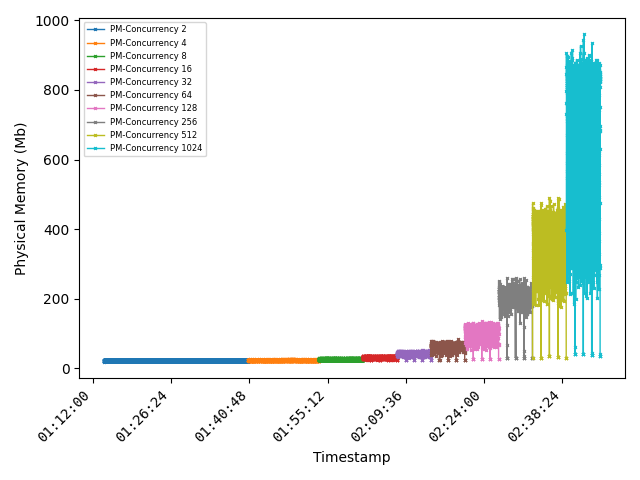 1000
800
600
400
200
0
Physical Memory (Mb)
PM-Concurrency 2
PM-Concurrency 4
PM-Concurrency 8
PM-Concurrency 16
PM-Concurrency 32
PM-Concurrency 64
PM-Concurrency 128
PM-Concurrency 256
PM-Concurrency 512
PM-Concurrency 1024
01:12:00
01:26:24
01:40:48
01:55:12
02:09:36
02:24:00
02:38:24
Timestamp